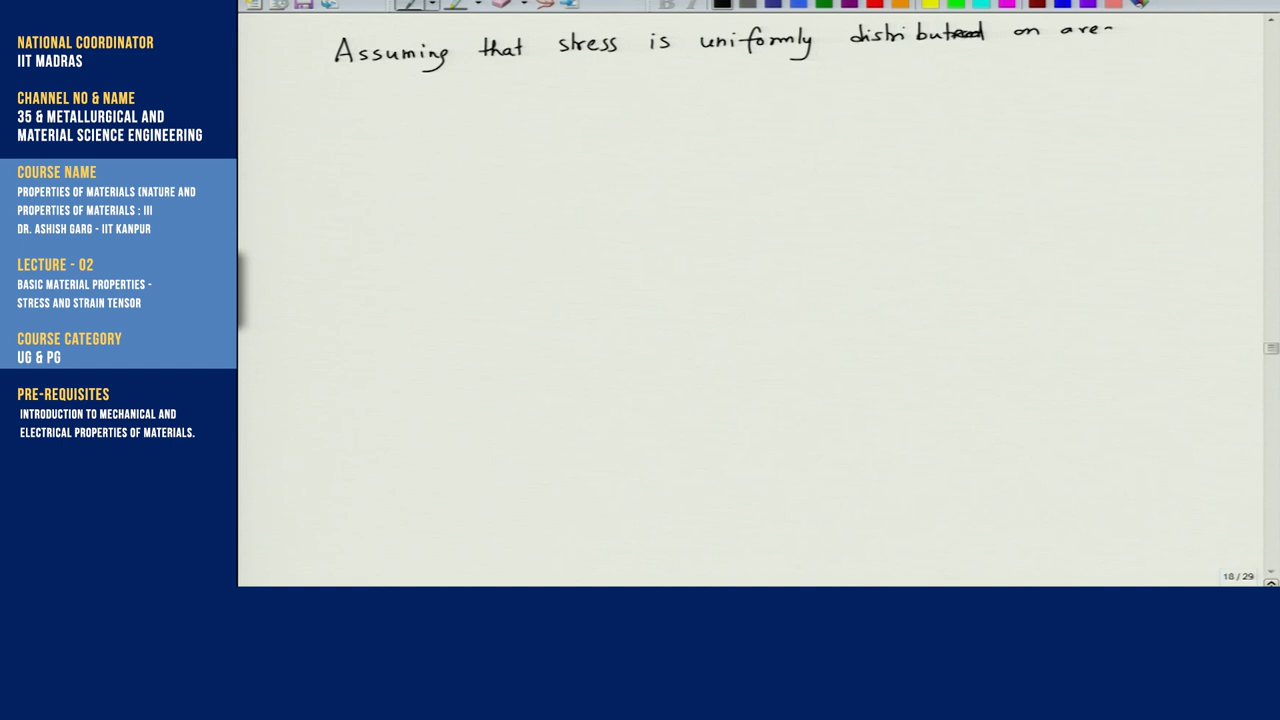 NATIONAL COORDINATOR
IIT MADRAS
CHANNEL NO & NAME
35 & METALLURGICAL AND
MATERIAL SCIENCE ENGINEERING
COURSE NAME
PROPERTIES OF MATERIALS (NATURE AND
PROPERTIES OF MATERIALS : III
DR. ASHISH GARG - IIT KANPUR
LECTURE - 02
BASIC MATERIAL PROPERTIES -
STRESS AND STRAIN TENSOR
COURSE CATEGORY
UG & PG
PRE-REQUISITES
INTRODUCTION TO MECHANICAL AND
ELECTRICAL PROPERTIES OF MATERIALS.
Assuming that stress is uniformly distributed on are
18 / 29